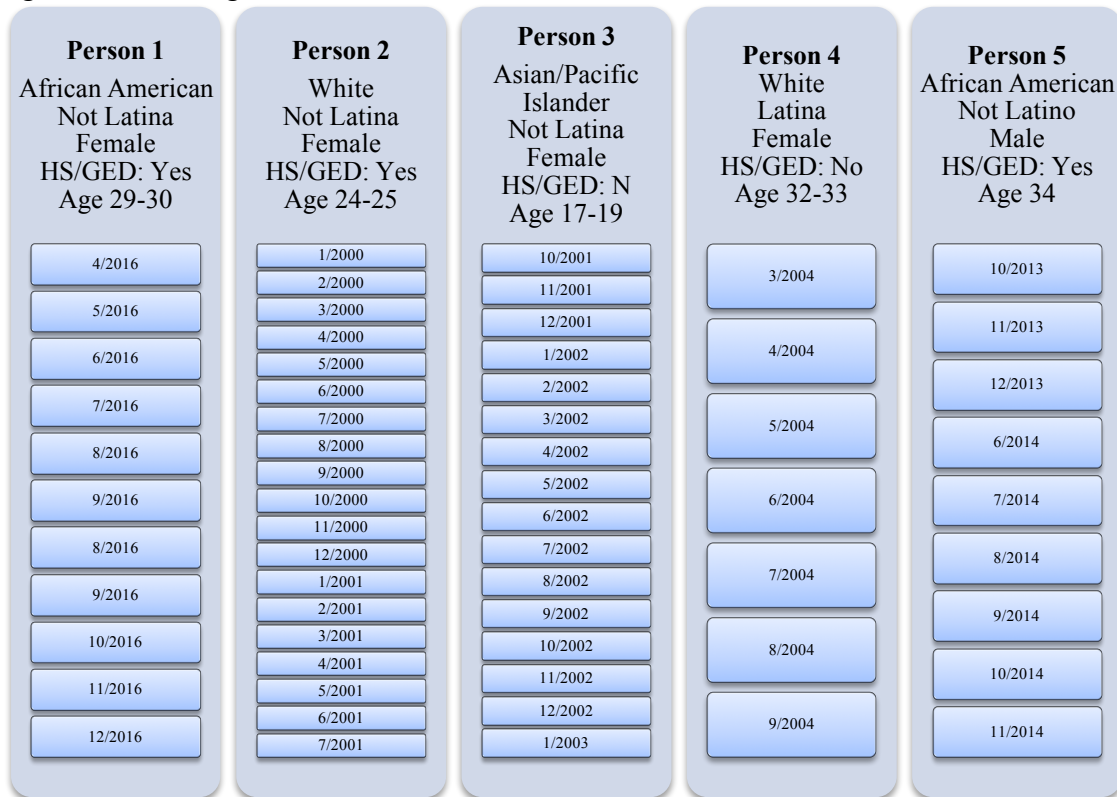 Person 1
African American
Not Latina
Female
HS/GED: Yes
Age 29-30
4/2016
5/2016
6/2016
7/2016
8/2016
9/2016
8/2016
9/2016
10/2016
11/2016
12/2016
Person 2
White
Not Latina
Female
HS/GED: Yes
Age 24-25
1/2000
2/2000
3/2000
4/2000
5/2000
6/2000
7/2000
8/2000
9/2000
10/2000
11/2000
12/2000
1/2001
2/2001
3/2001
4/2001
5/2001
6/2001
7/2001
Person 3
Asian/Pacific
Islander
Not Latina
Female
HS/GED: N
Age 17-19
10/2001
11/2001
12/2001
1/2002
2/2002
3/2002
4/2002
5/2002
6/2002
7/2002
8/2002
9/2002
10/2002
11/2002
12/2002
1/2003
Person 4
White
Latina
Female
HS/GED: No
Age 32-33
3/2004
4/2004
5/2004
6/2004
7/2004
8/2004
9/2004
Person 5
African American
Not Latino
Male
HS/GED: Yes
Age 34
10/2013
11/2013
12/2013
6/2014
7/2014
8/2014
9/2014
10/2014
11/2014